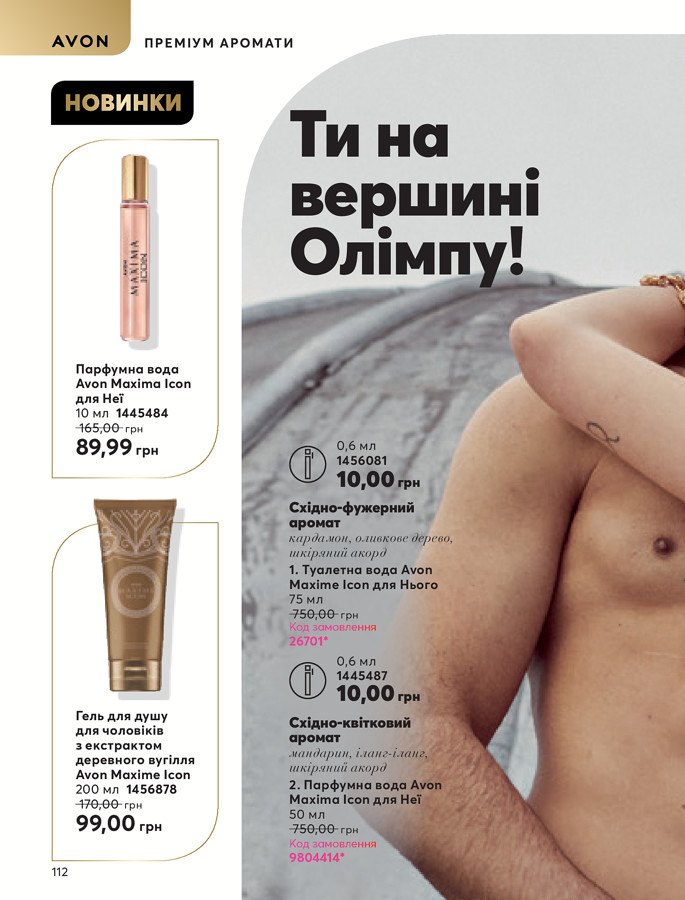 AVON
ПРЕМІУМ АРОМАТИ
НОВИНКИ
Ти на
вершині
Олімпу!
AVON
MAXIMA
ICON
Парфумна вода
Avon Maxima Icon
для Неї
10 мл 1445484
165,00 грн
89,99 грн
Гель для душу
для чоловіків
з екстрактом
деревного вугілля
Avon Maxime Icon
200 мл 1456878
170,00 грн
99,00 грн
0,6 мл
1456081
10,00 грн
Східно-фужерний
аромат
кардамон, оливкове дерево,
шкіряний акорд
1. Туалетна вода Avon
Maxime Icon для Нього
75 мл
750,00 грн
Код замовлення
26701*
0,6 мл
1445487
10,00 грн
Східно-квітковий
аромат
мандарин, іланг-іланг,
шкіряний акорд
2. Парфумна вода Avon
Maxima Icon для Неї
50 мл
750,00 грн
Код замовлення
9804414*
112